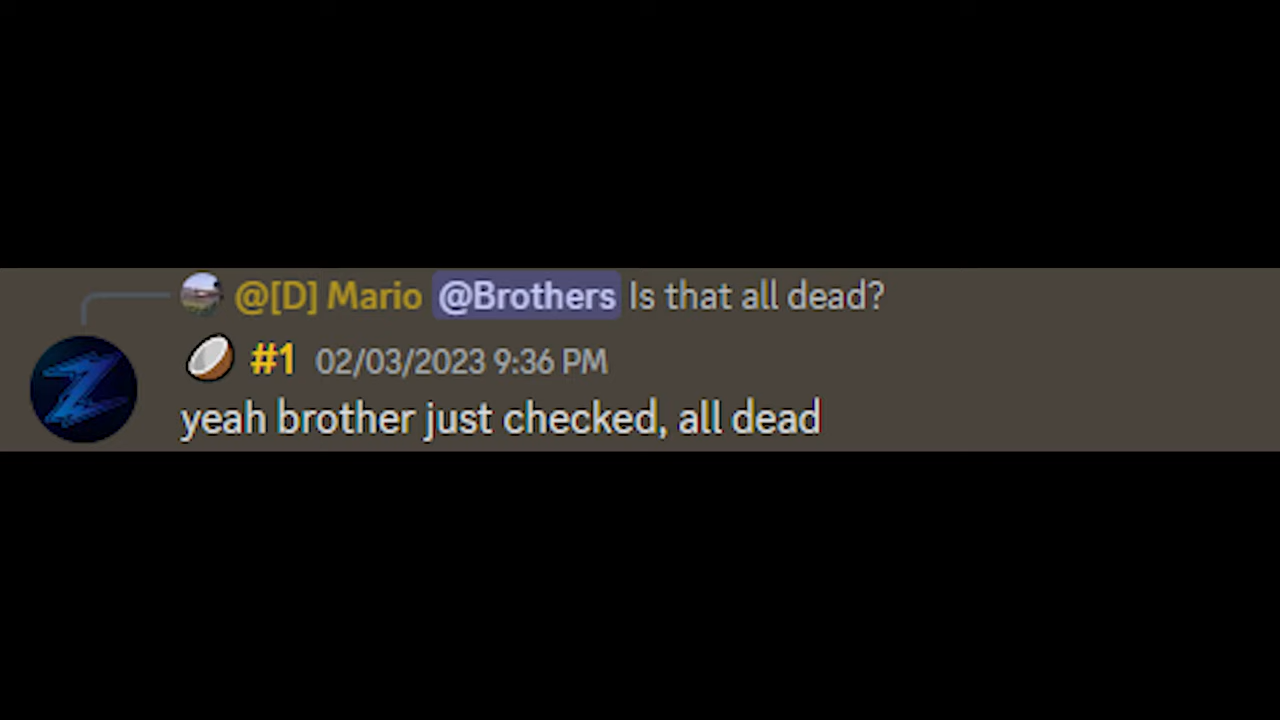 @[D] Mario @Brothers Is that all dead?
🥥 #1 02/03/2023 9:36 PM
yeah brother just checked, all dead